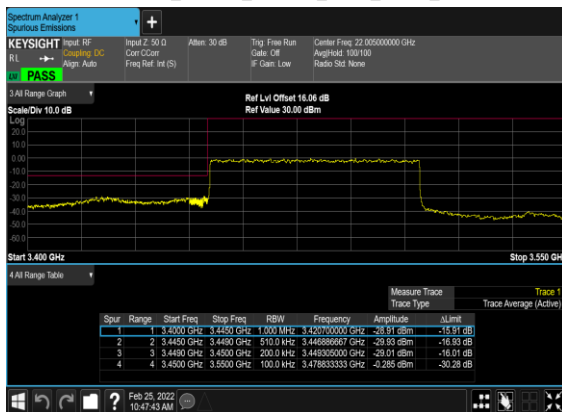 Spectrum Analyzer 1
Spurious Emissions
KEYSIGHT
RL
Input: RF
Coupling: DC
Align: Auto
Input Z: 50 Ω
Corr CCorr
Freq Ref: Int (S)
Atten: 30 dB
Trig: Free Run
Gate: Off
IF Gain: Low
Center Freq: 22.005000000 GHz
AvgHold: 100/100
Radio Std: None
PASS
3 All Range Graph
Scale/Div 10.0 dB
Ref Lvl Offset 16.06 dB
Ref Value 30.00 dBm
Log
20.0
10.0
0.00
-10.0
-20.0
-30.0
-40.0
-50.0
-60.0
Start 3.400 GHz
Stop 3.550 GH
4 All Range Table
Measure Trace Trace 1
Trace Type Trace Average (Active)
Spur Range Start Freq Stop Freq RBW Frequency Amplitude ΔLimit
1 1 3.4000 GHz 3.4450 GHz 1.000 MHz 3.420700000 GHz -28.91 dBm -15.91 dB
2 2 3.4450 GHz 3.4490 GHz 510.0 kHz 3.446886667 GHz -29.93 dBm -16.93 dB
3 3 3.4490 GHz 3.4500 GHz 200.0 kHz 3.449305000 GHz -29.01 dBm -16.01 dB
4 4 3.4500 GHz 3.5500 GHz 100.0 kHz 3.478833333 GHz -0.285 dBm -30.28 dB
Feb 25, 2022
10:47:43 AM